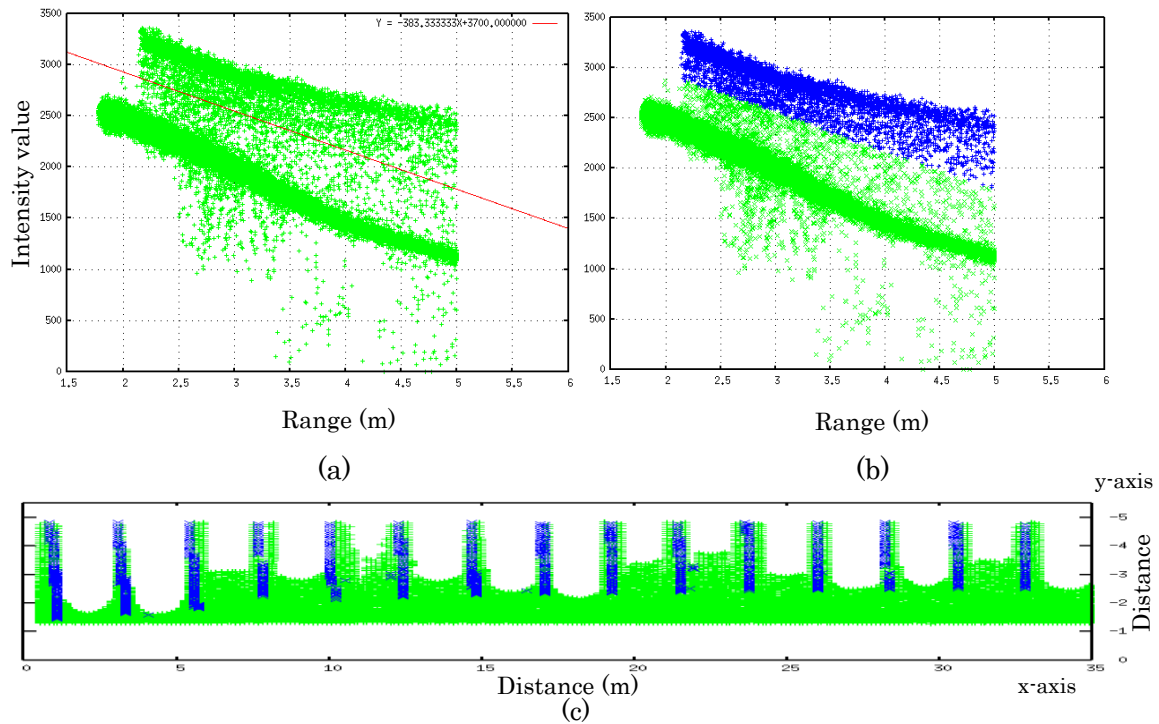 3500
3000
2500
2000
1500
1000
500
0
Intensity value
Y = -383.333333X+3700.000000
1.5 2 2.5 3 3.5 4 4.5 5 5.5 6
Range (m)
(a)
3500
3000
2500
2000
1500
1000
500
0
1.5 2 2.5 3 3.5 4 4.5 5 5.5 6
Range (m)
(b)
y-axis
-5
-4
-3
-2
-1
0
Distance
0 5 10 15 20 25 30 35
Distance (m)
x-axis
(c)